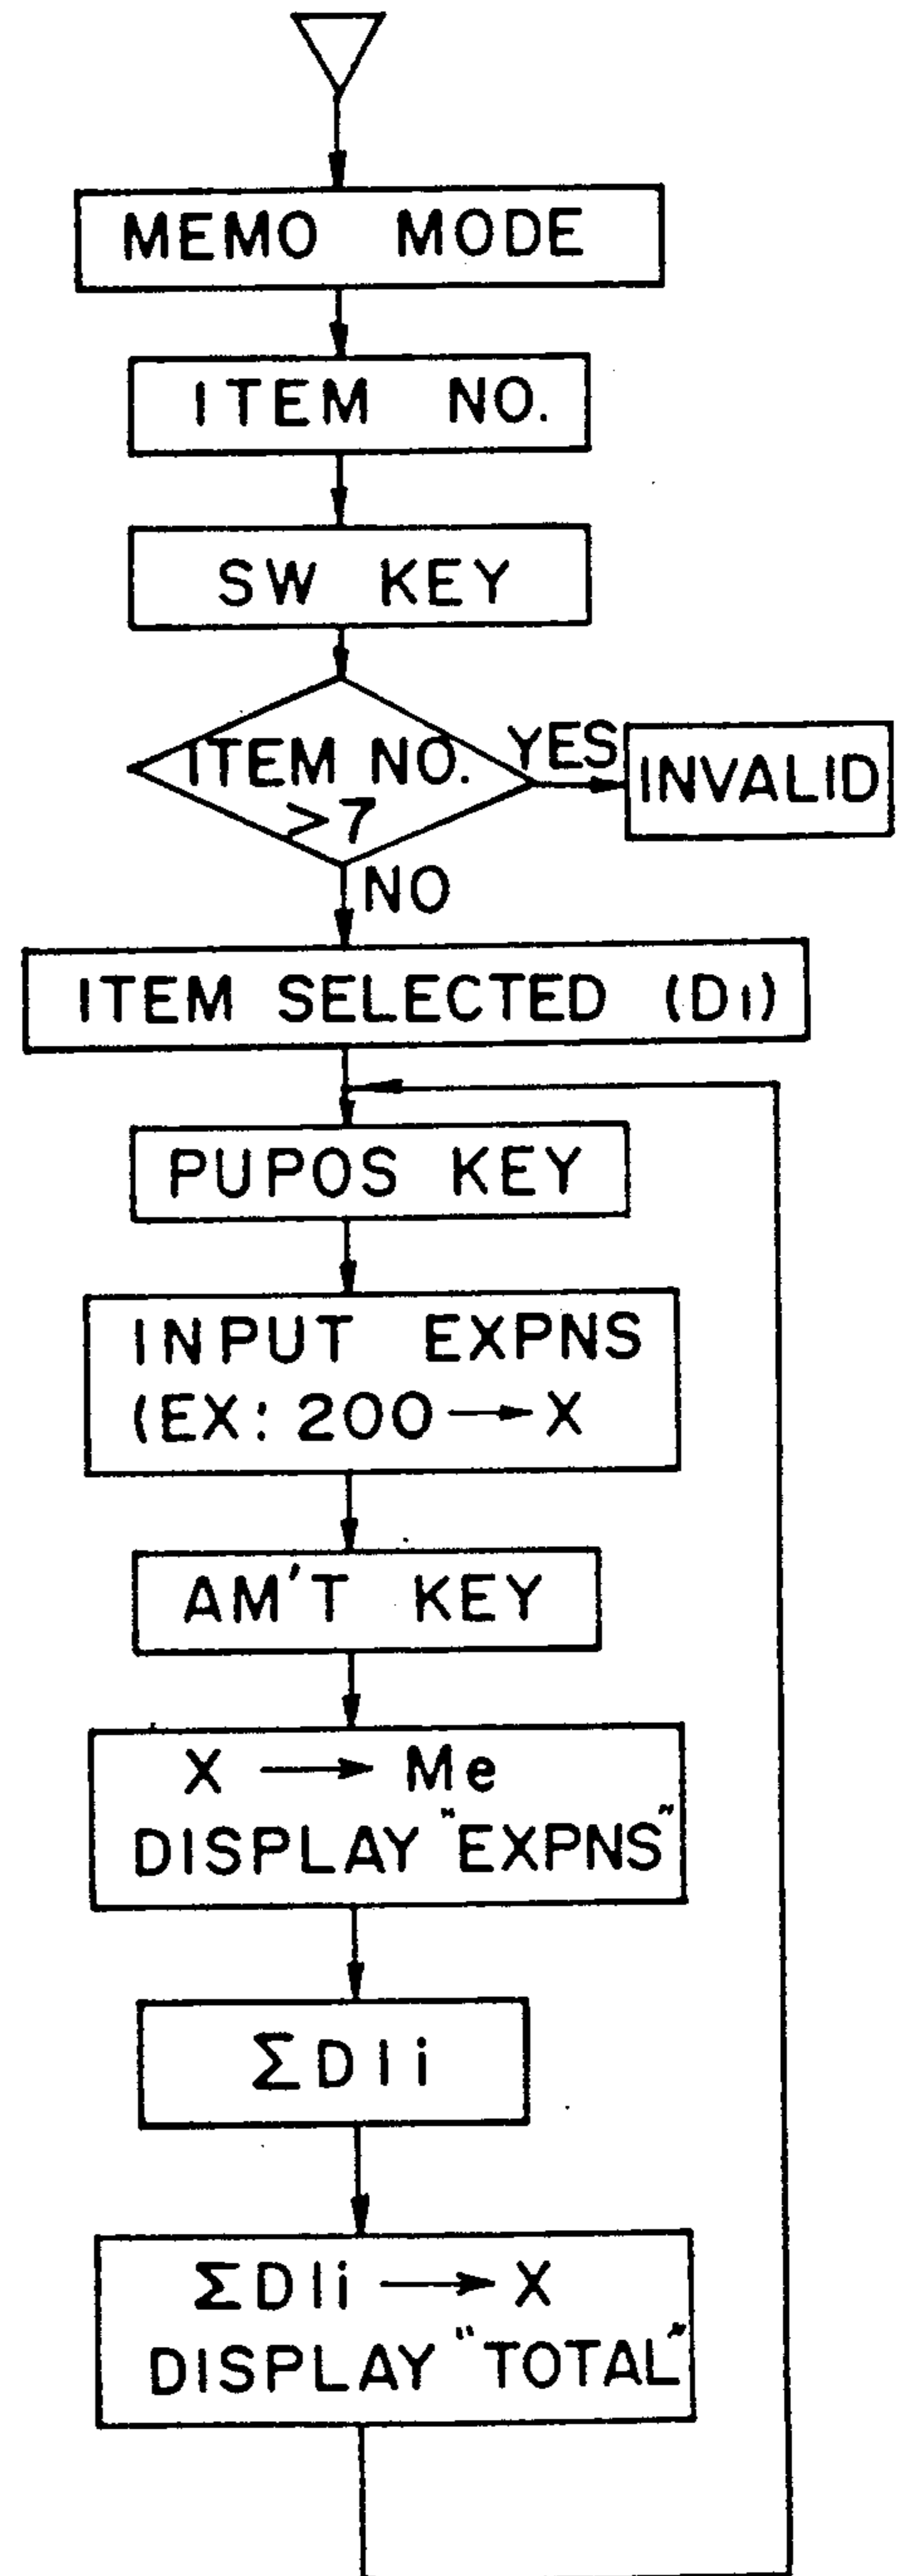 MEMO MODE
ITEM NO.
SW KEY
ITEM NO.
>7
YES
INVALID
NO
ITEM SELECTED (Di)
PUPOS KEY
INPUT EXPNS
(EX: 200 → X
AM'T KEY
X → Me
DISPLAY "EXPNS"
ΣDIi
ΣDIi → X
DISPLAY "TOTAL"